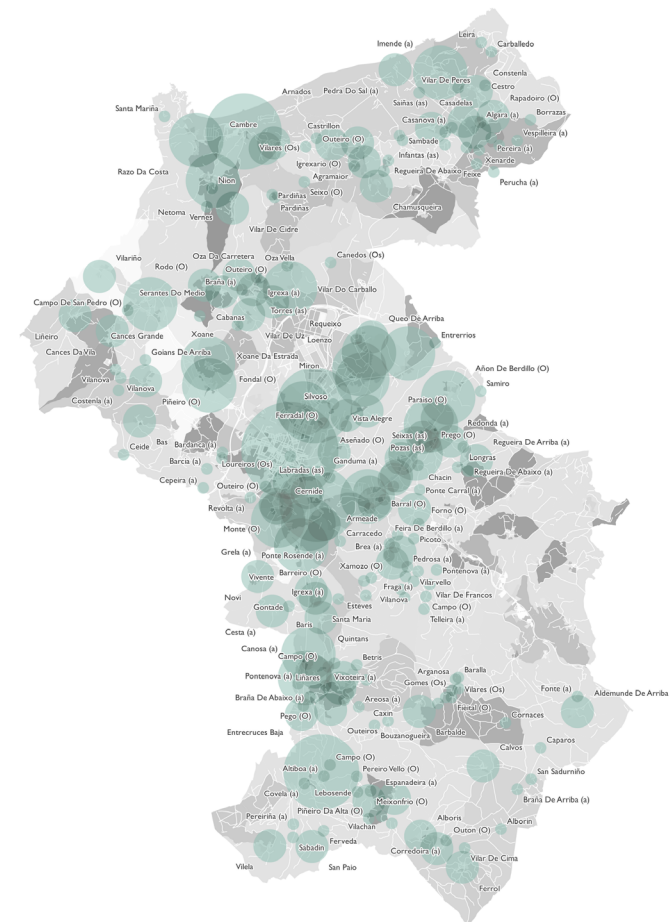 Leira
Imende (a)
Carballedo
Constenla
Vilar De Peres
Cestro
Arnados
Pedra Do Sal (a)
Rapadoiro (O)
Saiñas (as)
Casadelas
Santa Mariña
Borrazas
Casanova (a)
Algara (a)
Cambre
Castrillon
Vespilleira (a)
Outeiro (O)
Sambade
Vilares (Os)
Pereira (a)
Infantas (as)
Xenarde
Igrexario (O)
Razo Da Costa
Regueira De Abaixo
Feixe
Agramaior
Nion
Perucha (a)
Pardiñas
Seixo (O)
Pardiñas
Chamusqueira
Netoma
Vernes
Vilar De Cidre
Canedos (Os)
Oza Da Carretera
Oza Vella
Vilariño
Rodo (O)
Outeiro (O)
Braña (a)
Vilar Do Carballo
Serantes Do Medio
Igrexa (a)
Campo De San Pedro (O)
Torres (as)
Cabanas
Queo De Arriba
Requeixo
Liñeiro
Cances Grande
Xoane
Vilar De Uz
Entrerrios
Loenzo
Cances Da Vila
Goians De Arriba
Xoane Da Estrada
Miron
Añon De Berdillo (O)
Vilanova
Fondal (O)
Samiro
Vilanova
Silvoso
Costenla (a)
Piñeiro (O)
Paraiso (O)
Ferradal (O)
Vista Alegre
Redonda (a)
Seixas (as)
Prego (O)
Aseñado (O)
Bas
Bardanca (a)
Regueira De Arriba (a)
Ceide
Pozas (as)
Longras
Barcia (a)
Loureiros (Os)
Ganduma (a)
Labradas (as)
Regueira De Abaixo (a)
Cepeira (a)
Chacin
Outeiro (O)
Cernide
Ponte Carral (a)
Revolta (a)
Barral (O)
Forno (O)
Armeade
Monte (O)
Feira De Berdillo (a)
Carracedo
Picoto
Grela (a)
Ponte Rosende (a)
Brea (a)
Pedrosa (a)
Xamozo (O)
Pontenova (a)
Barreiro (O)
Vivente
Vilarvello
Fraga (a)
Igrexa (a)
Novi
Vilanova
Vilar De Francos
Gontade
Esteves
Campo (O)
Santa Maria
Telleira (a)
Cesta (a)
Baris
Quintans
Canosa (a)
Campo (O)
Betris
Arganosa
Baralla
Pontenova (a)
Liñares
Vixoteira (a)
Gomes (Os)
Vilares (Os)
Fonte (a)
Aldemunde De Arriba
Braña De Abaixo (a)
Areosa (a)
Fieital (O)
Caxin
Cornaces
Pego (O)
Entrecruces Baja
Outeiros
Bouzanogueira
Barbalde
Caparos
Calvos
Campo (O)
Altiboa (a)
Pereiro Vello (O)
San Sadurniño
Espanadeira (a)
Covela (a)
Lebosende
Braña De Arriba (a)
Meixonfrio (O)
Pereiriña (a)
Piñeiro Da Alta (O)
Alboris
Alborin
Vilachan
Outon (O)
Ferveda
Sabadin
Corredoira (a)
Vilar De Cima
Vilela
San Paio
Ferrol